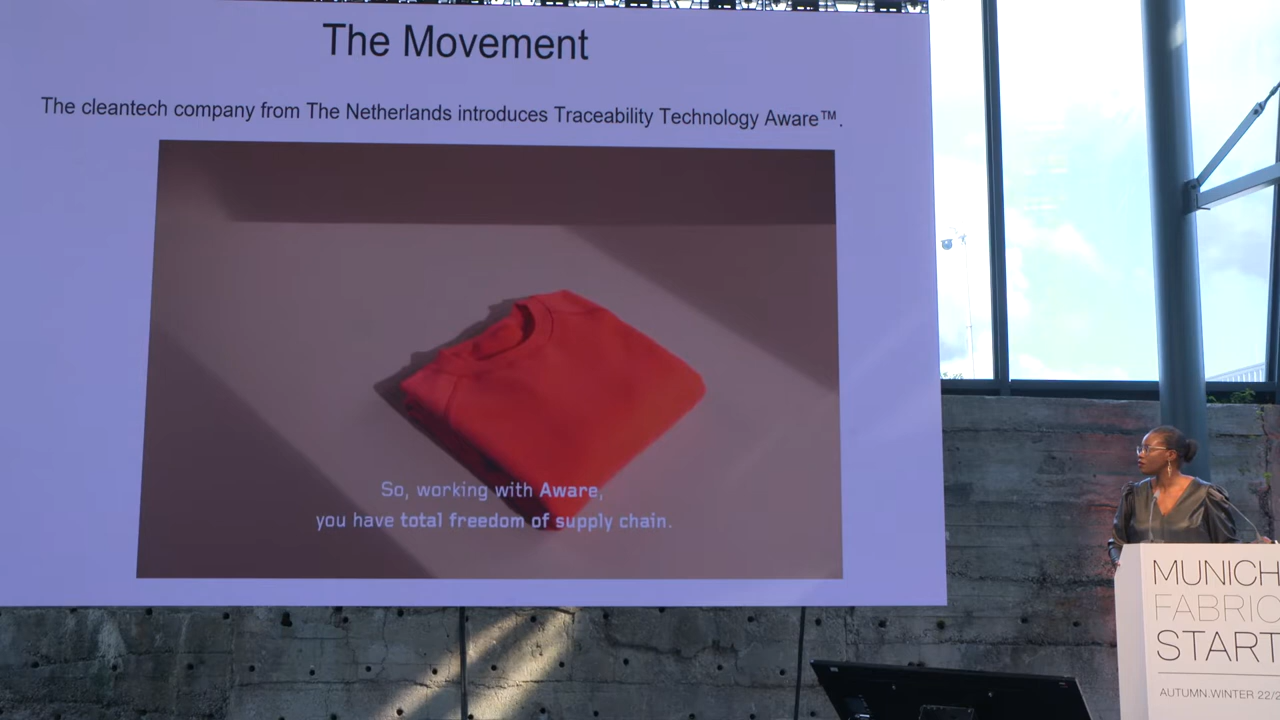 The Movement
The cleantech company from The Netherlands introduces Traceability Technology Aware™.
So, working with Aware,
you have total freedom of supply chain.
MUNICH
FABRIC
START
AUTUMN.WINTER 22/2